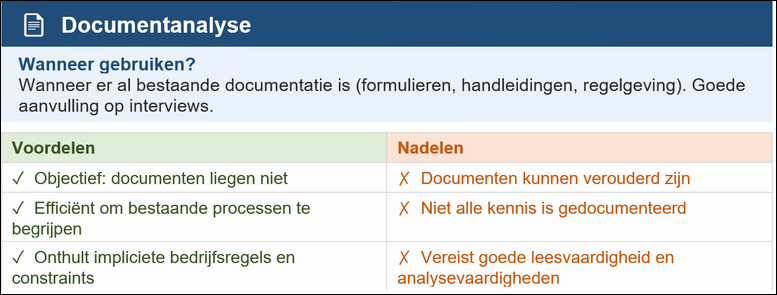 Documentanalyse
Wanneer gebruiken?
Wanneer er al bestaande documentatie is (formulieren, handleidingen, regelgeving). Goede
aanvulling op interviews.
Voordelen
Nadelen
✓ Objectief: documenten liegen niet
✗ Documenten kunnen verouderd zijn
✓ Efficiënt om bestaande processen te
begrijpen
✗ Niet alle kennis is gedocumenteerd
✓ Onthult impliciete bedrijfsregels en
constraints
✗ Vereist goede leesvaardigheid en
analysevaardigheden